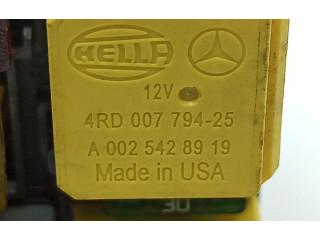 HELLA
12V
4RD 007 794-25
A 002 542 89 19
Made in USA
30